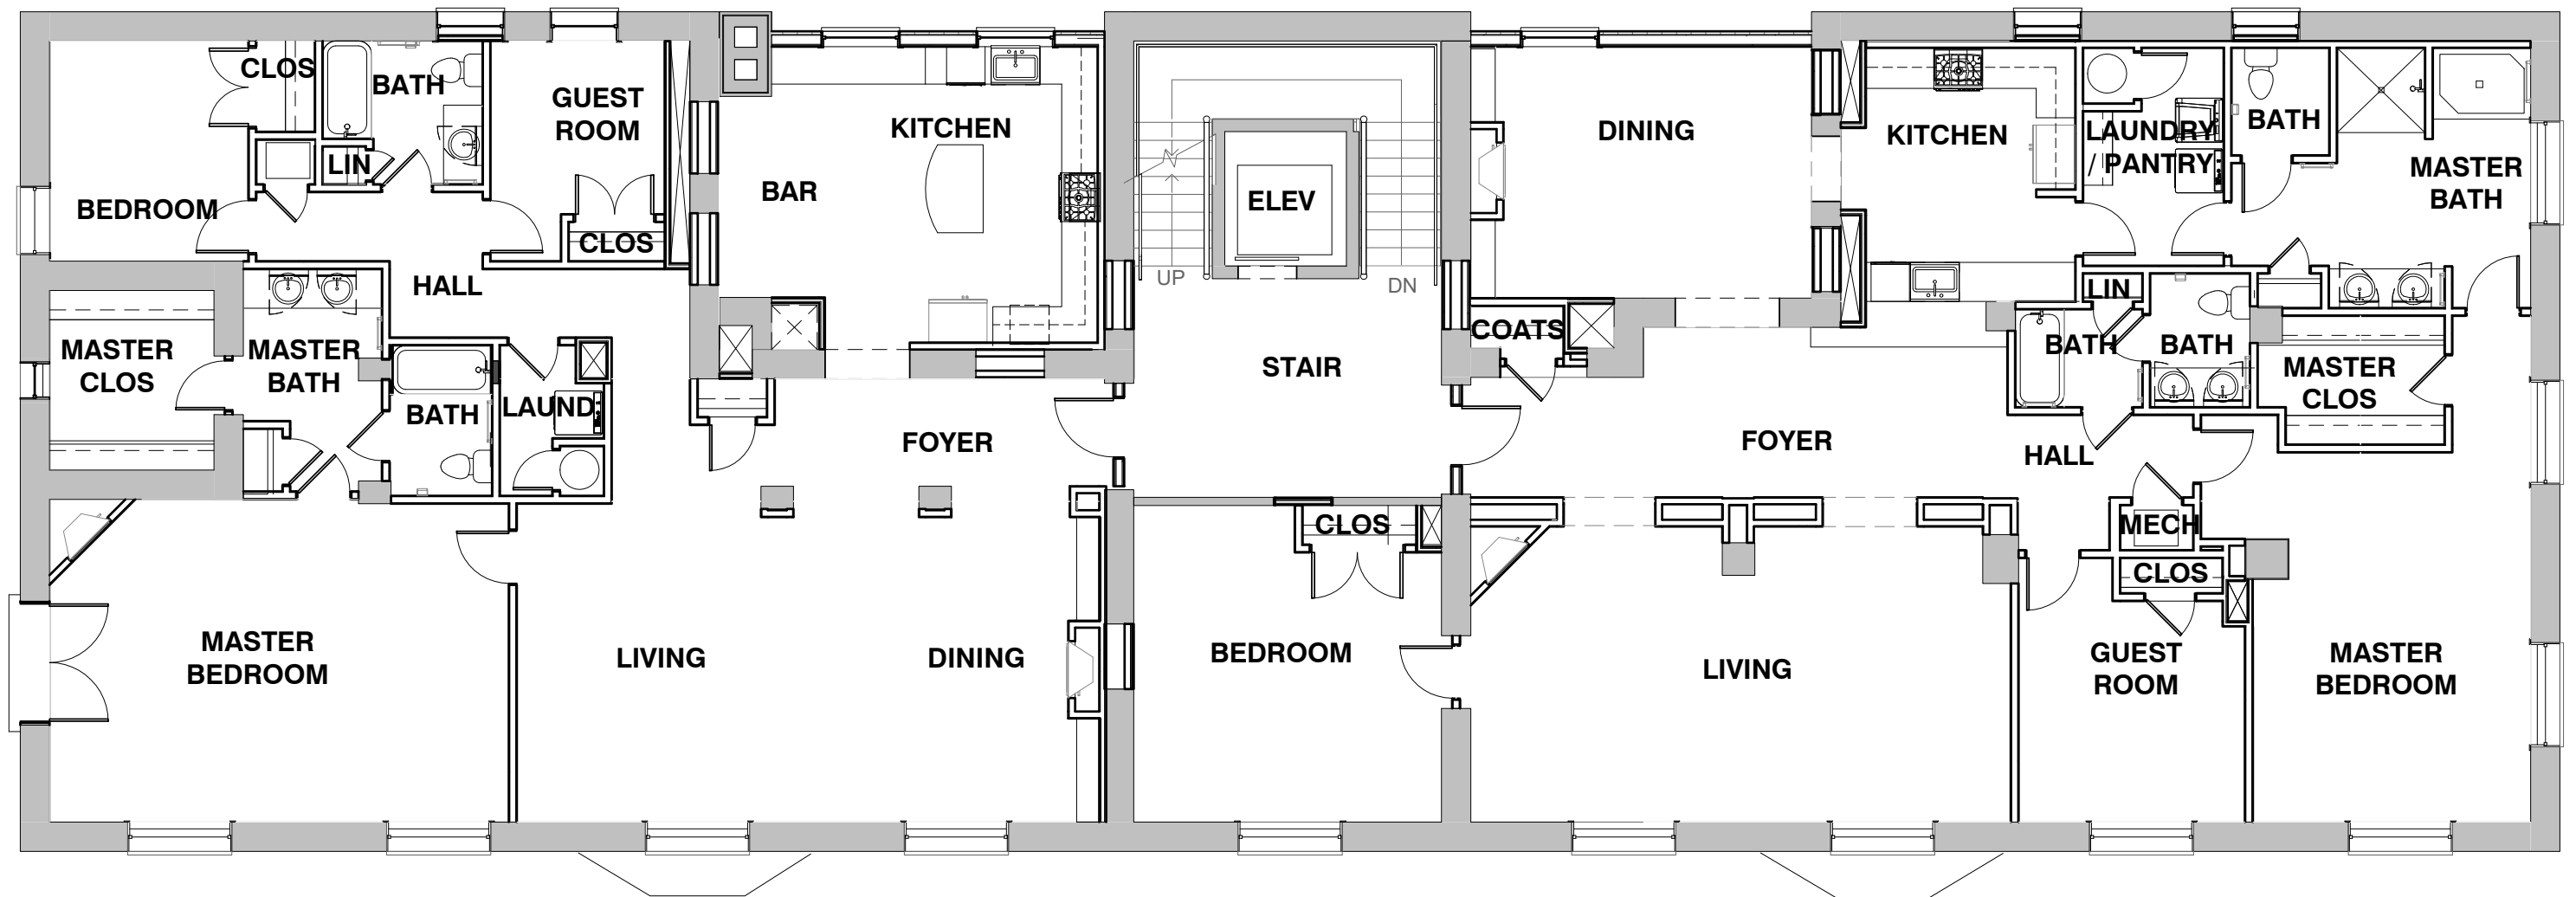 CLOS
BATH
GUEST
ROOM
LIN
BEDROOM
CLOS
HALL
KITCHEN
BAR
ELEV
UP
DN
STAIR
DINING
KITCHEN
LAUNDRY
/ PANTRY
BATH
MASTER
BATH
MASTER
CLOS
MASTER
BATH
BATH
LAUND
FOYER
COATS
FOYER
LIN
BATH
BATH
MASTER
CLOS
HALL
MASTER
BEDROOM
LIVING
DINING
CLOS
BEDROOM
LIVING
MECH
CLOS
GUEST
ROOM
MASTER
BEDROOM